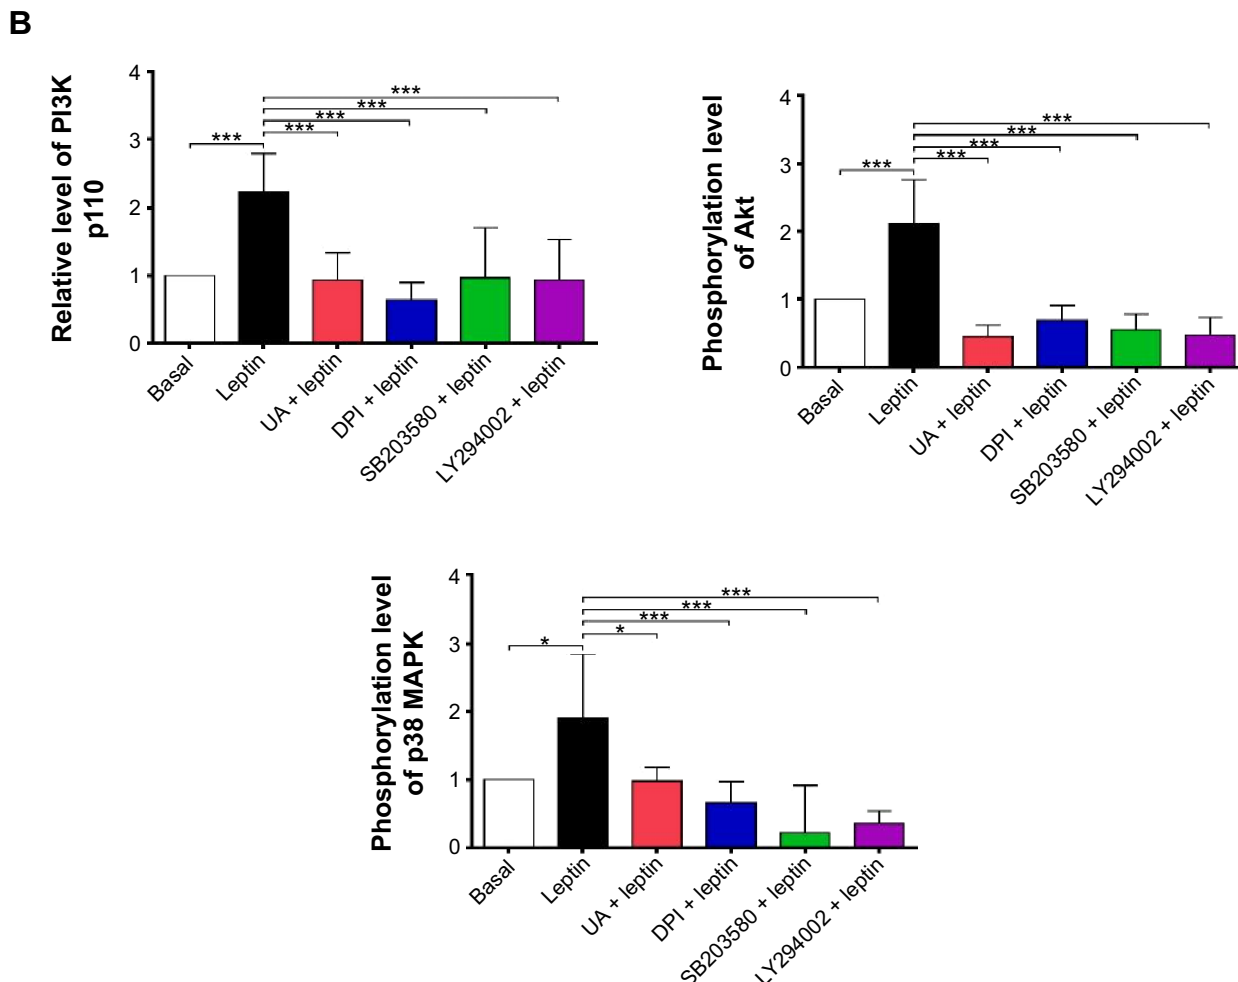 B
Relative level of PI3K
p110
4
3
2
1
0
***
***
***
***
***
Basal
Leptin
UA + leptin
DPI + leptin
SB203580 + leptin
LY294002 + leptin
Phosphorylation level
of Akt
4
3
2
1
0
***
***
***
***
***
Basal
Leptin
UA + leptin
DPI + leptin
SB203580 + leptin
LY294002 + leptin
Phosphorylation level
of p38 MAPK
4
3
2
1
0
***
***
***
*
*
Basal
Leptin
UA + leptin
DPI + leptin
SB203580 + leptin
LY294002 + leptin